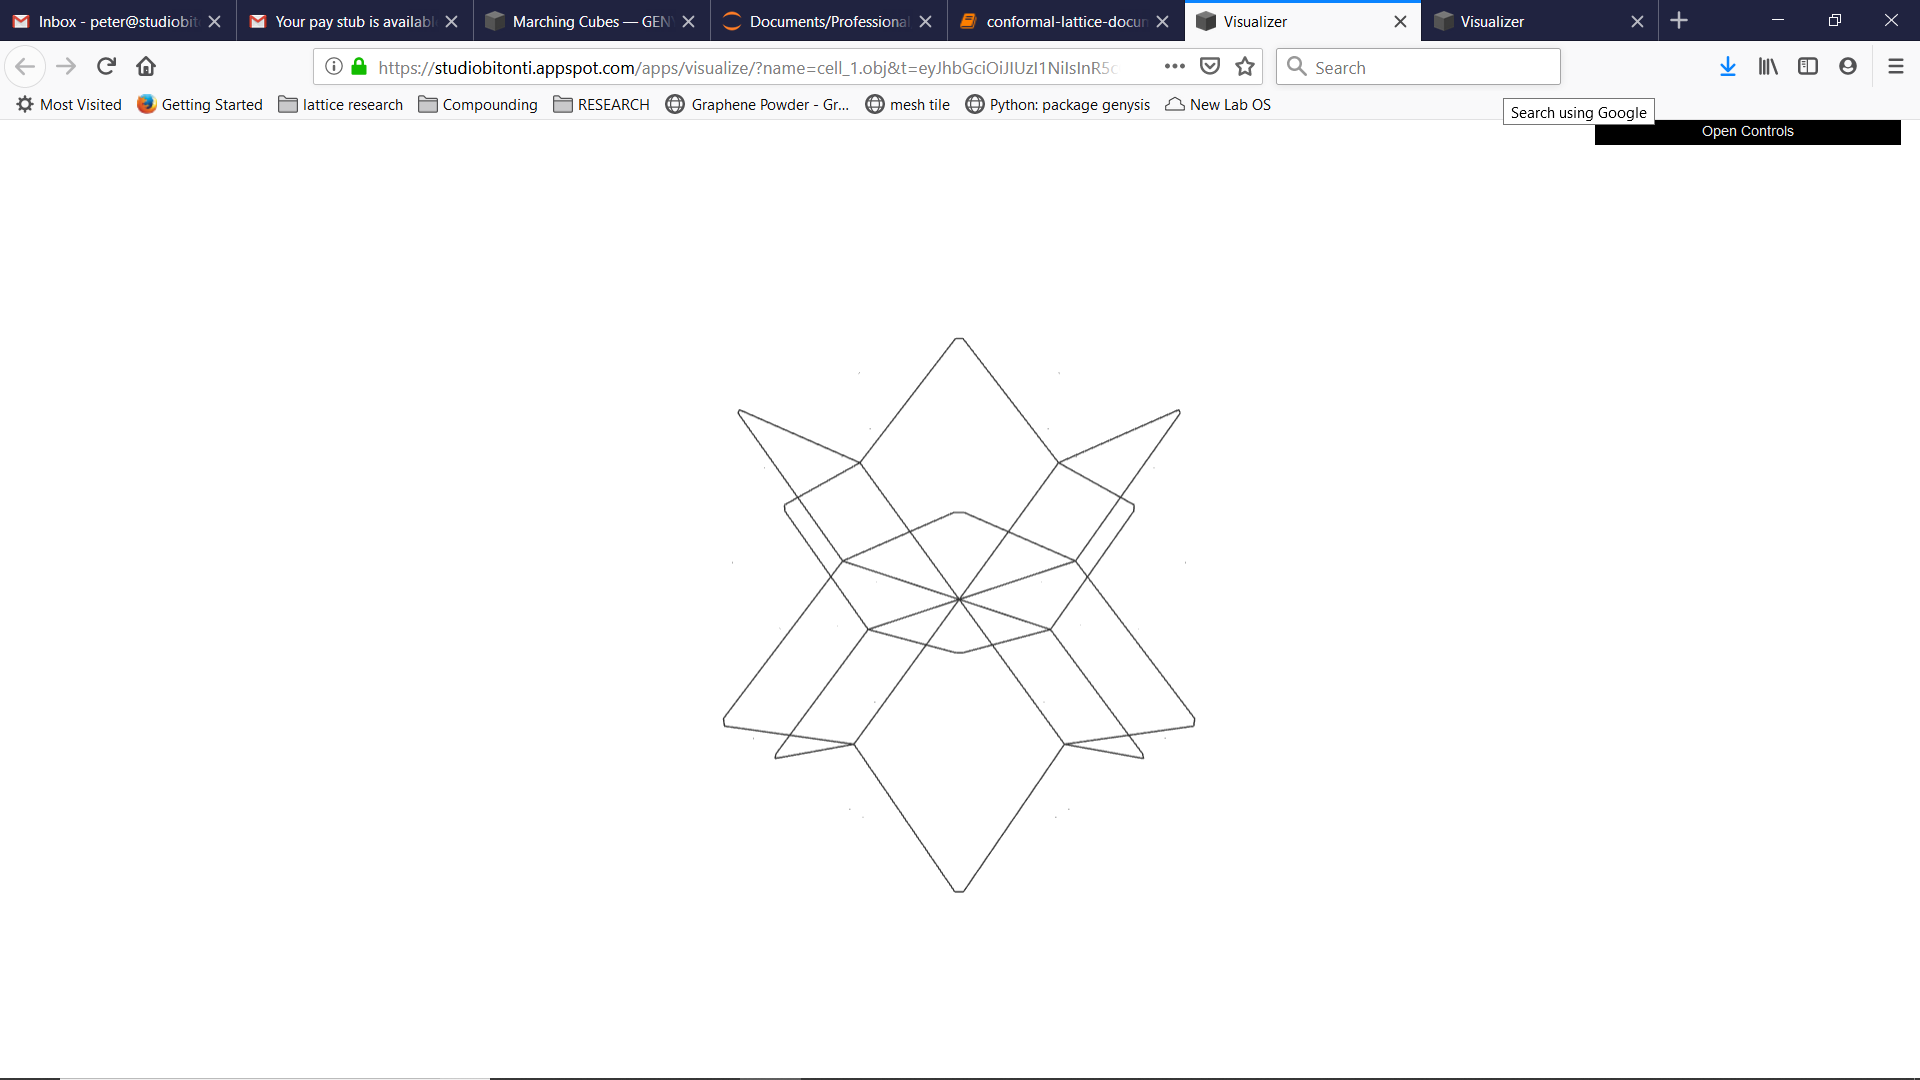 Inbox - peter@studiobit
Your pay stub is availabl
Marching Cubes — GEN
Documents/Professional
conformal-lattice-docu
Visualizer
Visualizer
https://studiobitonti.appspot.com/apps/visualize/?name=cell_1.obj&t=eyJhbGciOiJIUzI1NiIsInR5c
Search
Most Visited
Getting Started
lattice research
Compounding
RESEARCH
Graphene Powder - Gr...
mesh tile
Python: package genysis
New Lab OS
Search using Google
Open Controls